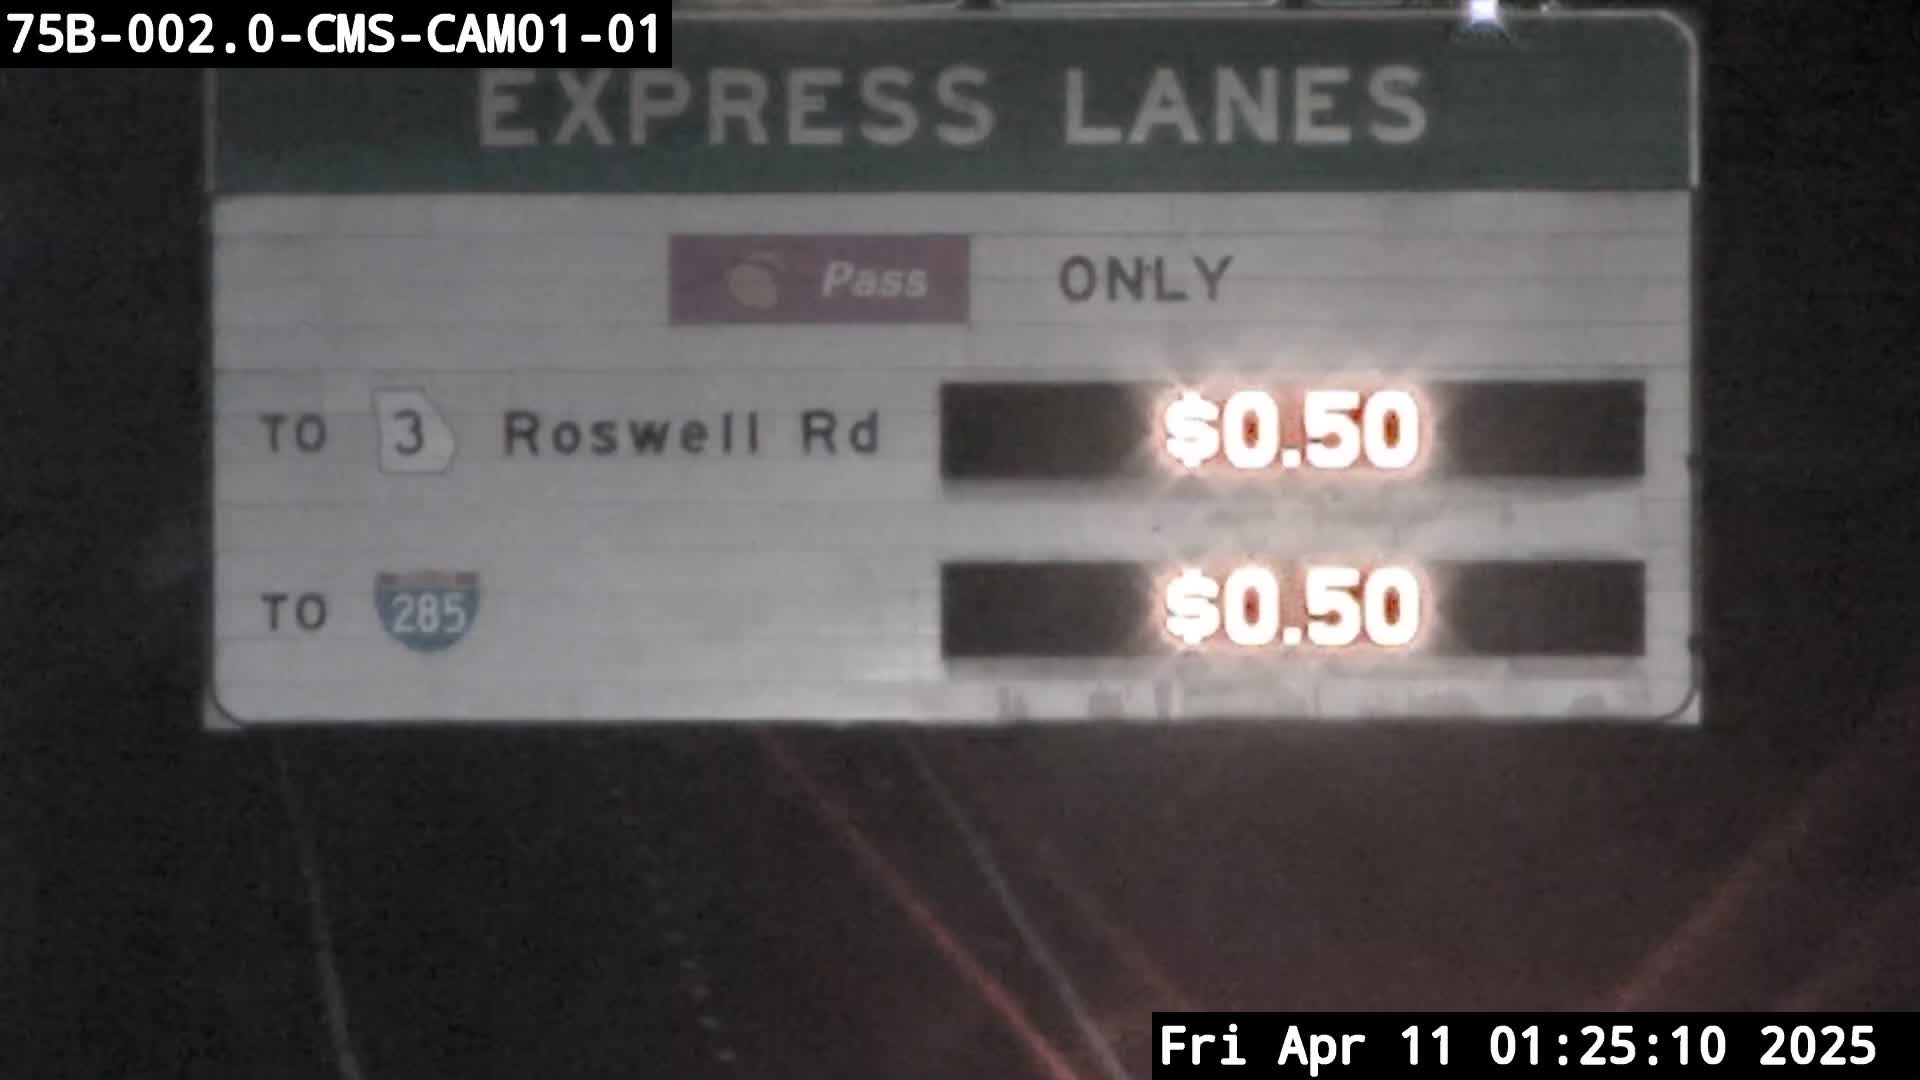 75B-002.0-CMS-CAM01-01
EXPRESS LANES
Pass ONLY
TO 3 Roswell Rd $0.50
TO 285 $0.50
Fri Apr 11 01:25:10 2025